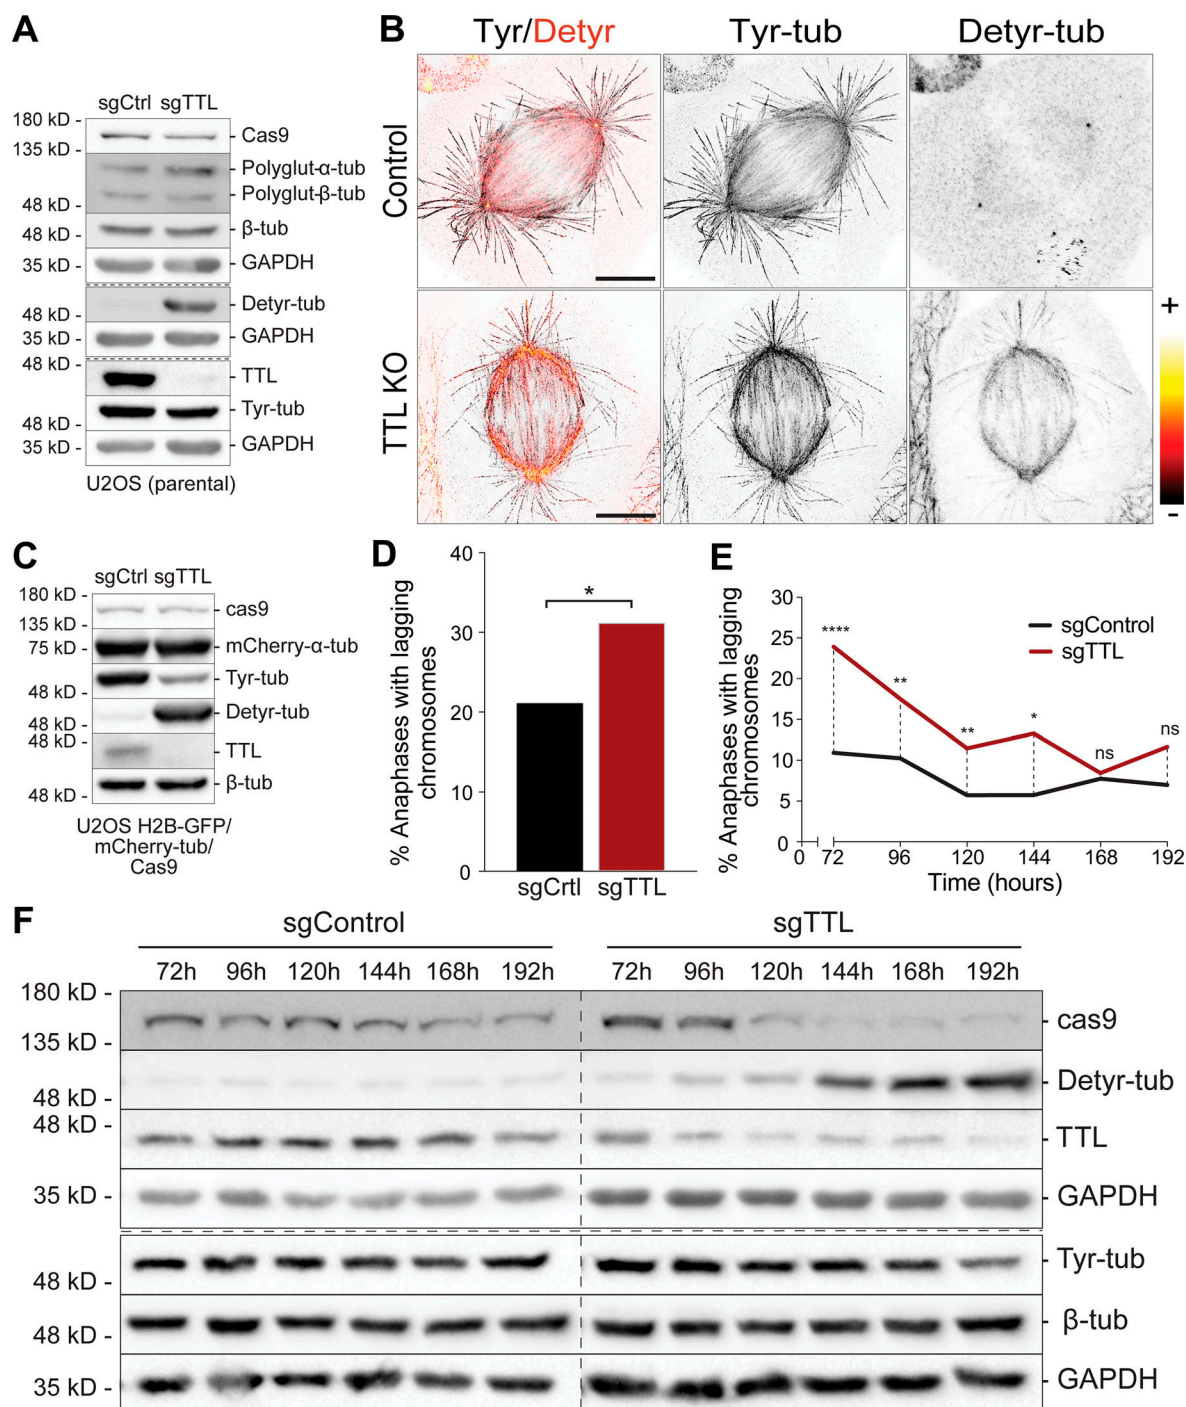 A
sgCtrl sgTTL
180 kD -
135 kD -
Cas9
Polyglut-α-tub
Polyglut-β-tub
48 kD -
48 kD -
β-tub
35 kD -
GAPDH
48 kD -
Detyr-tub
35 kD -
GAPDH
48 kD -
TTL
48 kD -
Tyr-tub
35 kD -
GAPDH
U2OS (parental)
B
Tyr/Detyr
Tyr-tub
Detyr-tub
Control
TTL KO
+
-
C
sgCtrl sgTTL
180 kD -
135 kD -
cas9
75 kD -
mCherry-α-tub
48 kD -
Tyr-tub
48 kD -
Detyr-tub
48 kD -
TTL
48 kD -
β-tub
U2OS H2B-GFP/
mCherry-tub/
Cas9
D
% Anaphases with lagging
chromosomes
40
30
20
10
0
*
sgCrtl sgTTL
E
% Anaphases with lagging
chromosomes
30
25
20
15
10
5
0
****
**
**
*
ns
ns
sgControl
sgTTL
0 72 96 120 144 168 192
Time (hours)
F
sgControl
sgTTL
72h 96h 120h 144h 168h 192h
72h 96h 120h 144h 168h 192h
180 kD -
135 kD -
cas9
48 kD -
Detyr-tub
48 kD -
TTL
35 kD -
GAPDH
48 kD -
Tyr-tub
48 kD -
β-tub
35 kD -
GAPDH